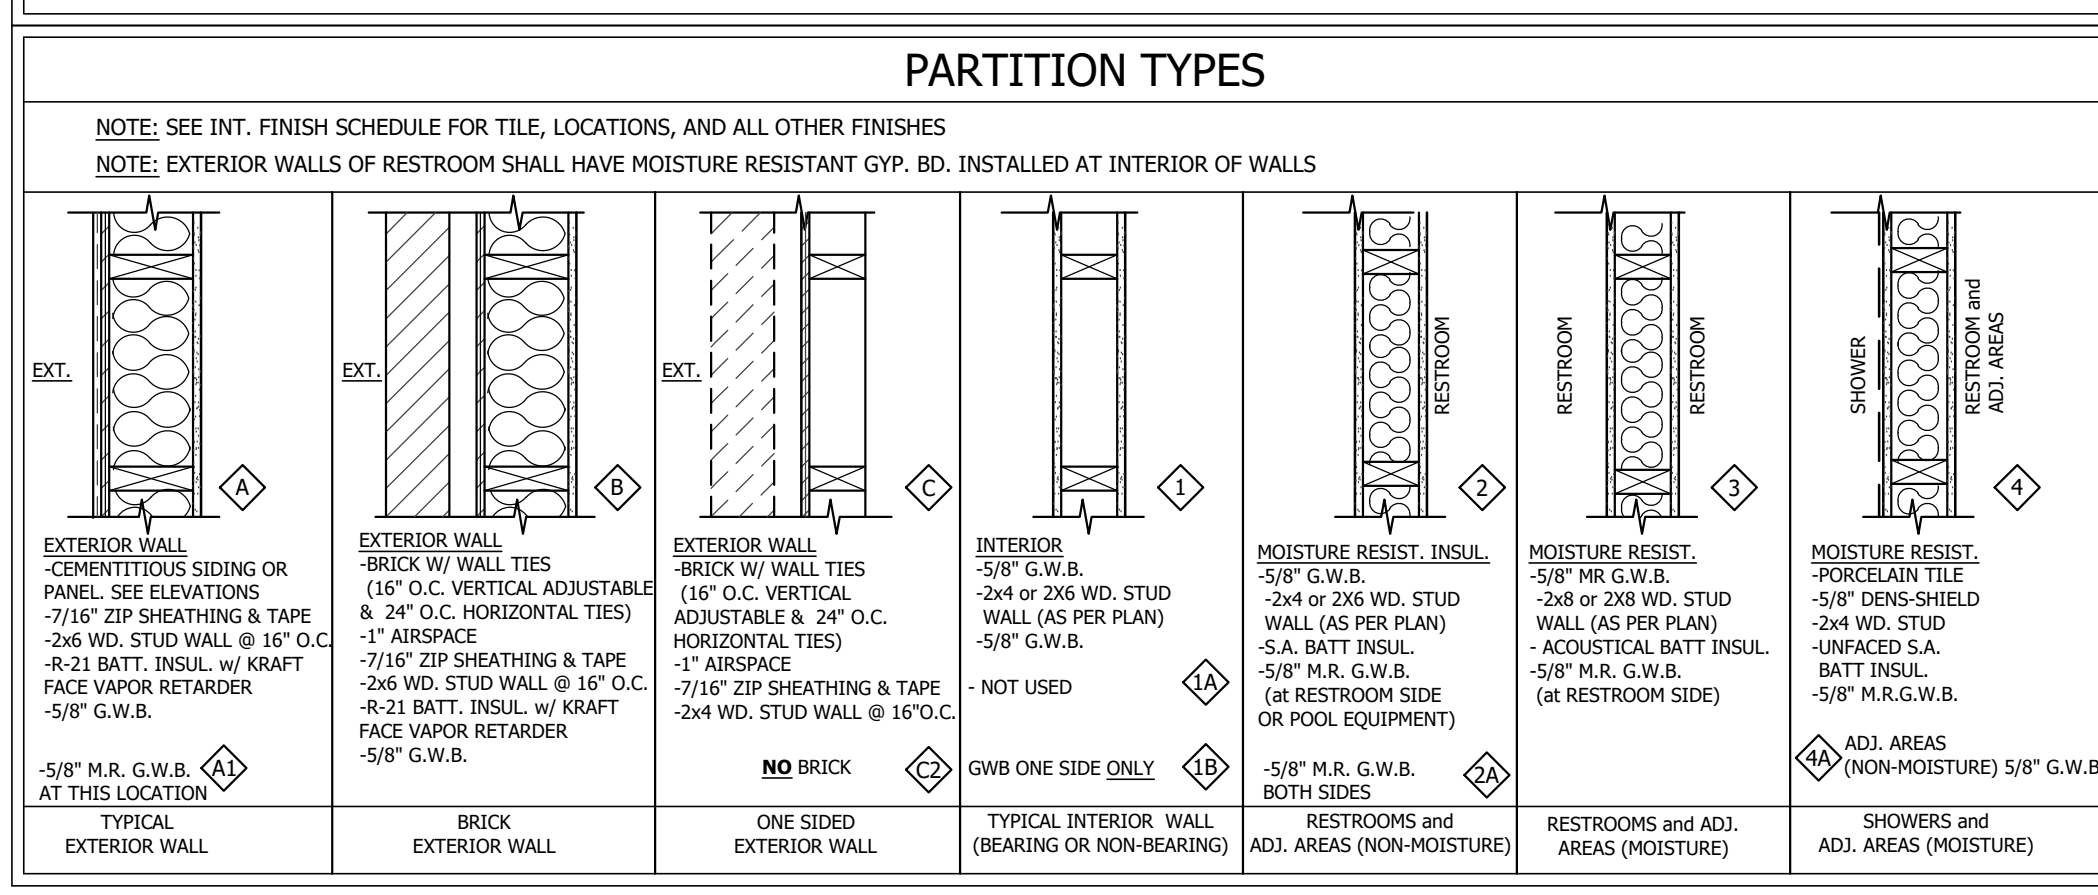 PARTITION TYPES
NOTE: SEE INT. FINISH SCHEDULE FOR TILE, LOCATIONS, AND ALL OTHER FINISHES
NOTE: EXTERIOR WALLS OF RESTROOM SHALL HAVE MOISTURE RESISTANT GYP. BD. INSTALLED AT INTERIOR OF WALLS
EXT.
A
EXTERIOR WALL
-CEMENTITIOUS SIDING OR
PANEL. SEE ELEVATIONS
-7/16" ZIP SHEATHING & TAPE
-2x6 WD. STUD WALL @ 16" O.C.
-R-21 BATT. INSUL. w/ KRAFT
FACE VAPOR RETARDER
-5/8" G.W.B.
-5/8" M.R. G.W.B. A1
AT THIS LOCATION
TYPICAL
EXTERIOR WALL
EXT.
B
EXTERIOR WALL
-BRICK W/ WALL TIES
(16" O.C. VERTICAL ADJUSTABLE
& 24" O.C. HORIZONTAL TIES)
-1" AIRSPACE
-7/16" ZIP SHEATHING & TAPE
-2x6 WD. STUD WALL @ 16" O.C.
-R-21 BATT. INSUL. w/ KRAFT
FACE VAPOR RETARDER
-5/8" G.W.B.
BRICK
EXTERIOR WALL
EXT.
C
EXTERIOR WALL
-BRICK W/ WALL TIES
(16" O.C. VERTICAL
ADJUSTABLE & 24" O.C.
HORIZONTAL TIES)
-1" AIRSPACE
-7/16" ZIP SHEATHING & TAPE
-2x4 WD. STUD WALL @ 16"O.C.
NO BRICK C2
ONE SIDED
EXTERIOR WALL
1
INTERIOR
-5/8" G.W.B.
-2x4 or 2X6 WD. STUD
WALL (AS PER PLAN)
-5/8" G.W.B.
- NOT USED 1A
GWB ONE SIDE ONLY 1B
TYPICAL INTERIOR WALL
(BEARING OR NON-BEARING)
RESTROOM
2
MOISTURE RESIST. INSUL.
-5/8" G.W.B.
-2x4 or 2X6 WD. STUD
WALL (AS PER PLAN)
-S.A. BATT INSUL.
-5/8" M.R. G.W.B.
(at RESTROOM SIDE
OR POOL EQUIPMENT)
-5/8" M.R. G.W.B. 2A
BOTH SIDES
RESTROOMS and
ADJ. AREAS (NON-MOISTURE)
RESTROOM
RESTROOM
3
MOISTURE RESIST.
-5/8" MR G.W.B.
-2x8 or 2X8 WD. STUD
WALL (AS PER PLAN)
- ACOUSTICAL BATT INSUL.
-5/8" M.R. G.W.B.
(at RESTROOM SIDE)
RESTROOMS and ADJ.
AREAS (MOISTURE)
SHOWER
RESTROOM and
ADJ. AREAS
4
MOISTURE RESIST.
-PORCELAIN TILE
-5/8" DENS-SHIELD
-2x4 WD. STUD
-UNFACED S.A.
BATT INSUL.
-5/8" M.R.G.W.B.
4A ADJ. AREAS
(NON-MOISTURE) 5/8" G.W.B
SHOWERS and
ADJ. AREAS (MOISTURE)